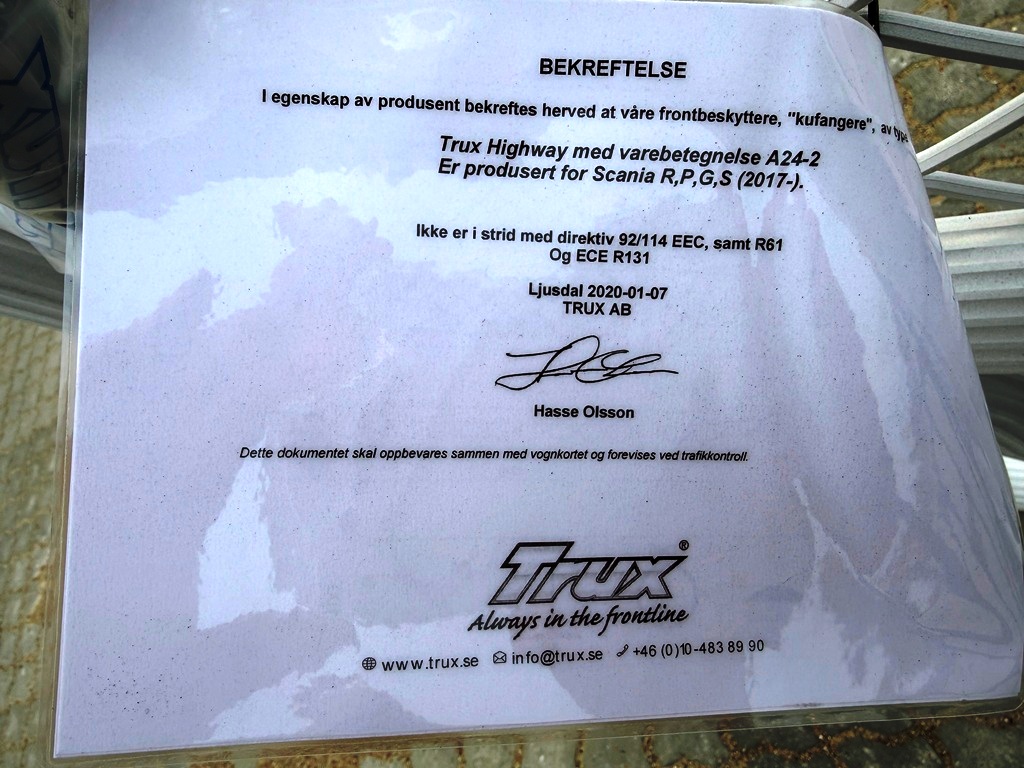 BEKREFTELSE
I egenskap av produsent bekreftes herved at våre frontbeskyttere, "kufangere", av type
Trux Highway med varebetegnelse A24-2
Er produsert for Scania R,P,G,S (2017-).
Ikke er i strid med direktiv 92/114 EEC, samt R61
Og ECE R131
Ljusdal 2020-01-07
TRUX AB
Hasse Olsson
Dette dokumentet skal oppbevares sammen med vognkortet og forevises ved trafikkontroll.
Trux®
Always in the frontline
www.trux.se info@trux.se +46 (0)10-483 89 90